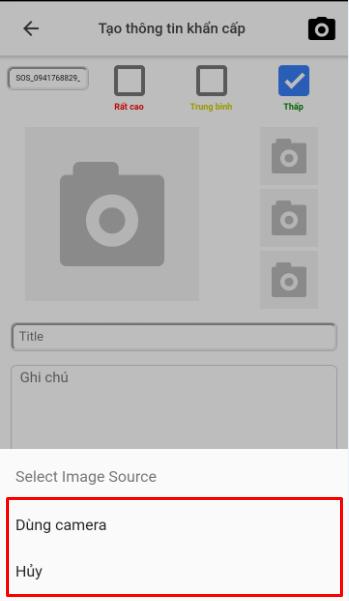 Tạo thông tin khẩn cấp
SOS_0941768829_
Rất cao
Trung bình
Thấp
Title
Ghi chú
Select Image Source
Dùng camera
Hủy